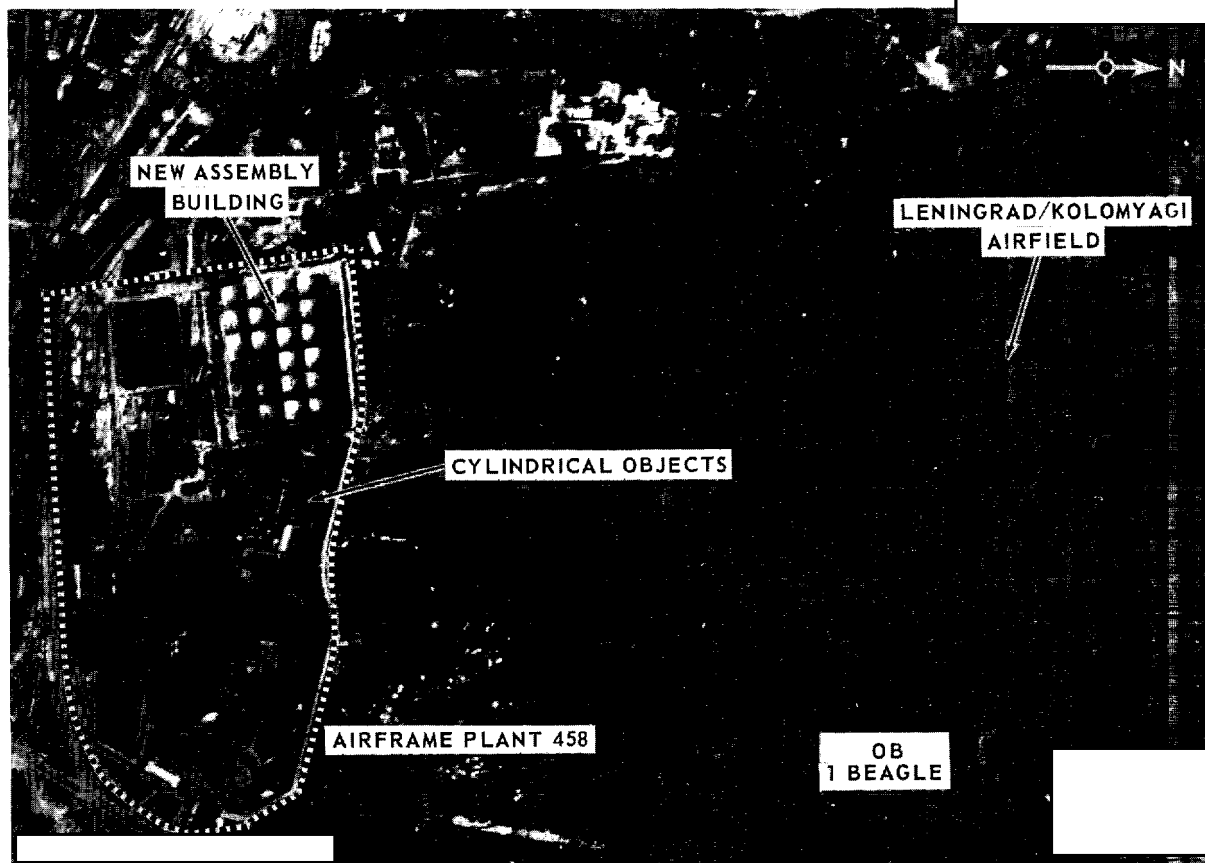 N
NEW ASSEMBLY
BUILDING
LENINGRAD/KOLOMYAGI
AIRFIELD
CYLINDRICAL OBJECTS
AIRFRAME PLANT 458
OB
1 BEAGLE